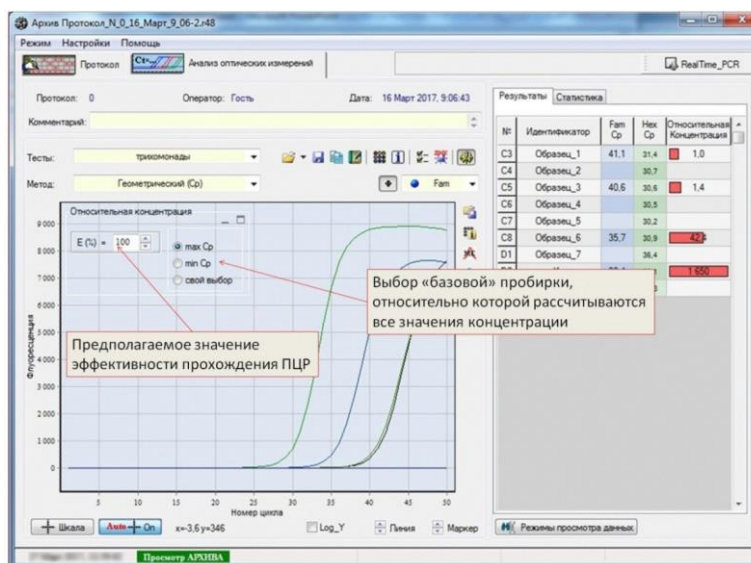 Архив Протокол_N_0_16_Март_9_06-2.r48
Режим Настройки Помощь
Протокол
Ct=...
Анализ оптических измерений
RealTime_PCR
Протокол: 0 Оператор: Гость Дата: 16 Март 2017, 9:06:43
Комментарий:
Тесты: трихомонады
Метод: Геометрический (Cp)
Fam
Относительная концентрация
E (%) = 100
max Cp
min Cp
свой выбор
Выбор «базовой» пробирки,
относительно которой рассчитываются
все значения концентрации
Предполагаемое значение
эффективности прохождения ПЦР
Флуоресценция
9 000
8 000
7 000
6 000
5 000
4 000
3 000
2 000
1 000
0
5 10 15 20 25 30 35 40 45 50
Номер цикла
Шкала Auto On x=-3,6 y=346 Log_Y Линия Маркер
Результаты Статистика
№ Идентификатор Fam Cp Hex Cp Относительная Концентрация
C3 Образец_1 41,1 31,4 1,0
C4 Образец_2 30,7
C5 Образец_3 40,6 30,6 1,4
C6 Образец_4 30,5
C7 Образец_5 30,2
C8 Образец_6 35,7 30,9 42,4
D1 Образец_7 36,4
1 650
Режимы просмотра данных
Просмотр АРХИВА